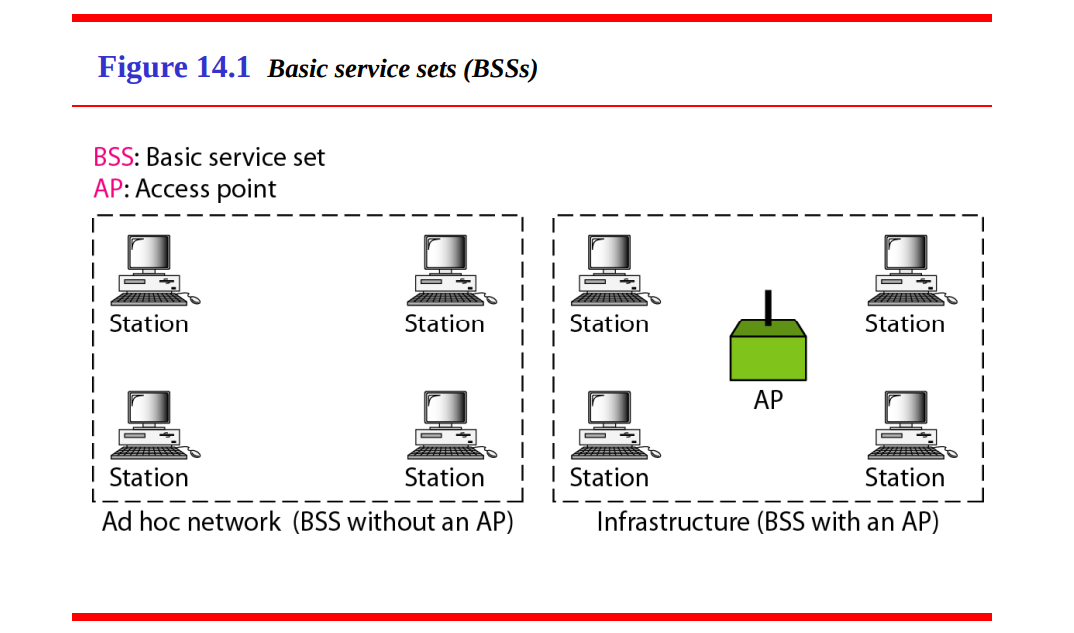 Figure 14.1 Basic service sets (BSSs)
BSS: Basic service set
AP: Access point
Station
Station
Station
Station
AP
Station
Station
Station
Station
Ad hoc network (BSS without an AP)
Infrastructure (BSS with an AP)